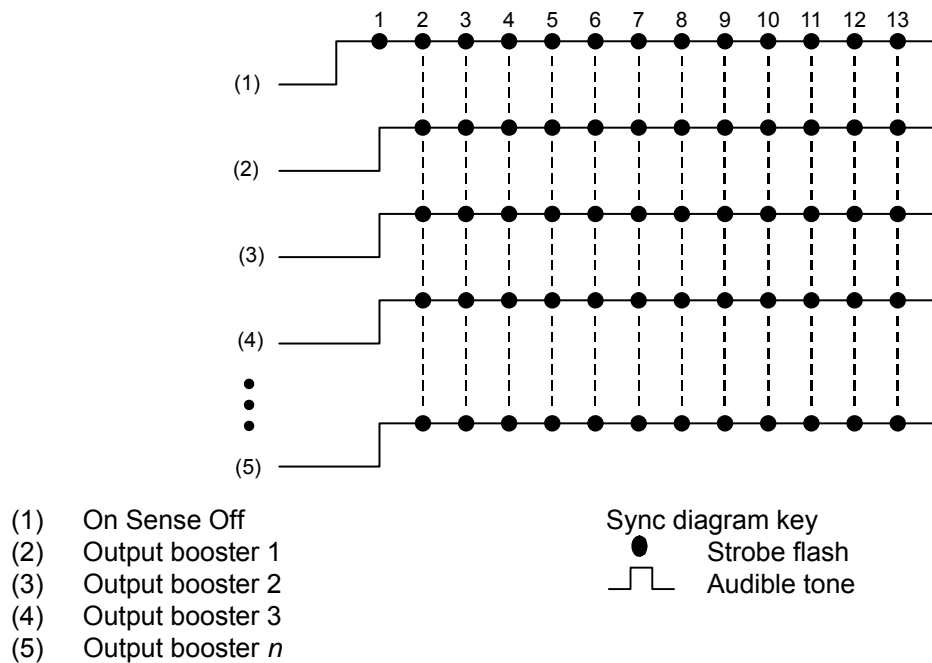 1 2 3 4 5 6 7 8 9 10 11 12 13
(1)
(2)
(3)
(4)
(5)
(1) On Sense Off
(2) Output booster 1
(3) Output booster 2
(4) Output booster 3
(5) Output booster n
Sync diagram key
Strobe flash
Audible tone